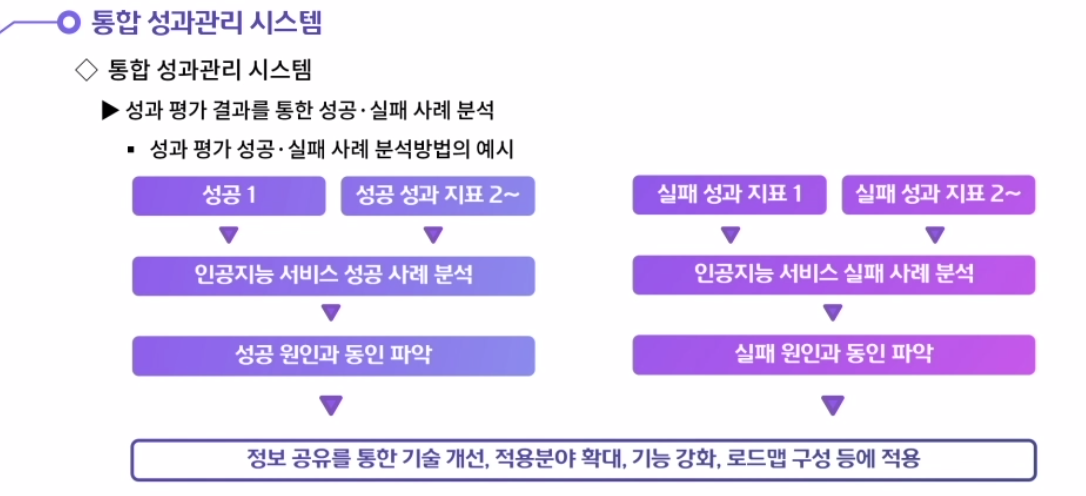 통합 성과관리 시스템
◇ 통합 성과관리 시스템
▶ 성과 평가 결과를 통한 성공·실패 사례 분석
▪ 성과 평가 성공·실패 사례 분석방법의 예시
성공 1
성공 성과 지표 2~
실패 성과 지표 1
실패 성과 지표 2~
인공지능 서비스 성공 사례 분석
인공지능 서비스 실패 사례 분석
성공 원인과 동인 파악
실패 원인과 동인 파악
정보 공유를 통한 기술 개선, 적용분야 확대, 기능 강화, 로드맵 구성 등에 적용